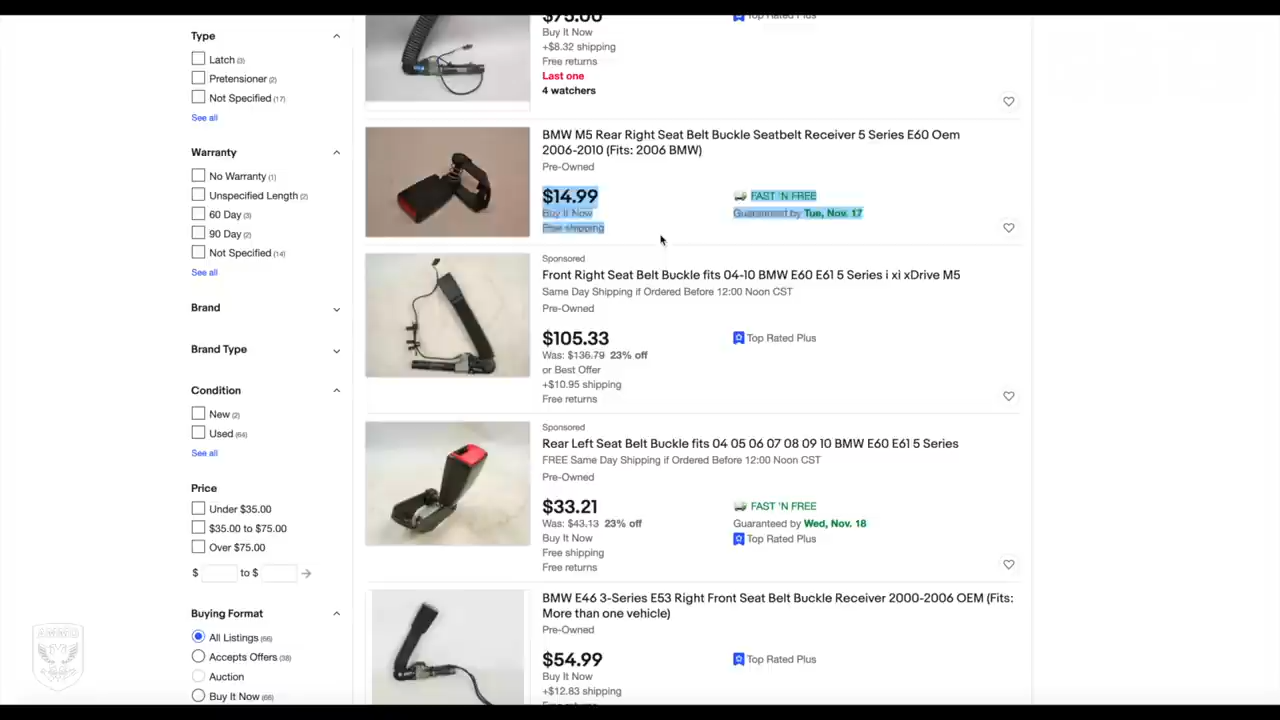 Type
Latch (3)
Pretensioner (2)
Not Specified (17)
See all
Warranty
No Warranty (1)
Unspecified Length (2)
60 Day (3)
90 Day (2)
Not Specified (14)
See all
Brand
Brand Type
Condition
New (2)
Used (64)
See all
Price
Under $35.00
$35.00 to $75.00
Over $75.00
$ to $
Buying Format
All Listings (66)
Accepts Offers (38)
Auction
Buy It Now (66)
$75.00
Top Rated Plus
Buy It Now
+$8.32 shipping
Free returns
Last one
4 watchers
BMW M5 Rear Right Seat Belt Buckle Seatbelt Receiver 5 Series E60 Oem
2006-2010 (Fits: 2006 BMW)
Pre-Owned
$14.99
FAST 'N FREE
Buy It Now
Guaranteed by Tue, Nov. 17
Free shipping
Sponsored
Front Right Seat Belt Buckle fits 04-10 BMW E60 E61 5 Series i xi xDrive M5
Same Day Shipping if Ordered Before 12:00 Noon CST
Pre-Owned
$105.33
Top Rated Plus
Was: $136.79 23% off
or Best Offer
+$10.95 shipping
Free returns
Sponsored
Rear Left Seat Belt Buckle fits 04 05 06 07 08 09 10 BMW E60 E61 5 Series
FREE Same Day Shipping if Ordered Before 12:00 Noon CST
Pre-Owned
$33.21
FAST 'N FREE
Was: $43.13 23% off
Guaranteed by Wed, Nov. 18
Buy It Now
Top Rated Plus
Free shipping
Free returns
BMW E46 3-Series E53 Right Front Seat Belt Buckle Receiver 2000-2006 OEM (Fits:
More than one vehicle)
Pre-Owned
$54.99
Top Rated Plus
Buy It Now
+$12.83 shipping
AMMO